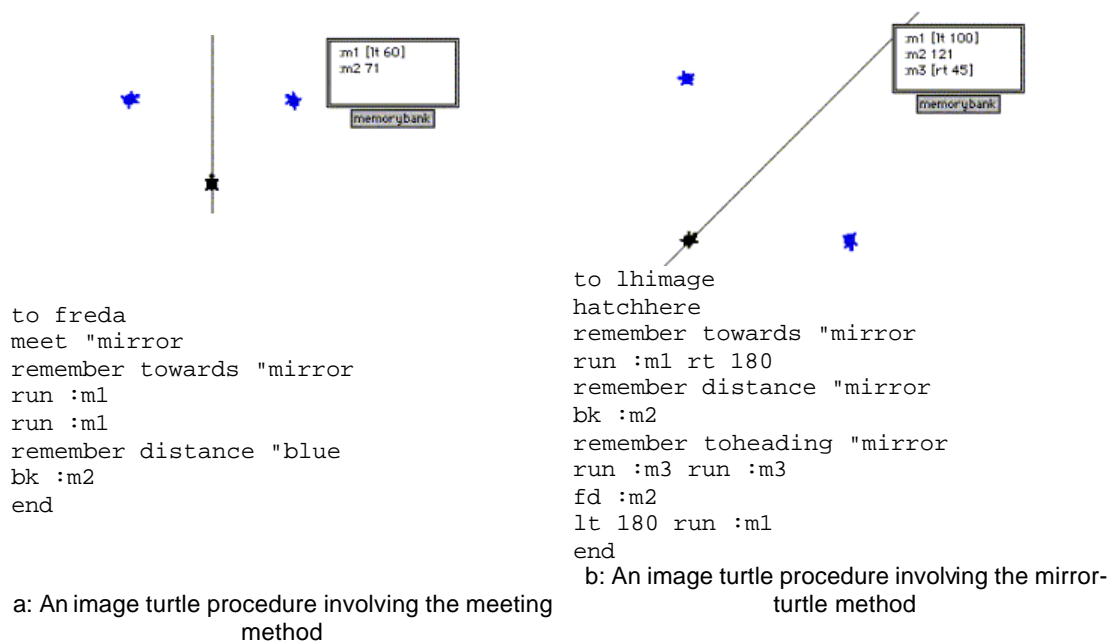 :m1 [lt 60]
:m2 71
memorybank
to freda
meet "mirror
remember towards "mirror
run :m1
run :m1
remember distance "blue
bk :m2
end
a: An image turtle procedure involving the meeting
method
:m1 [lt 100]
:m2 121
:m3 [rt 45]
memorybank
to lhimage
hatchhere
remember towards "mirror
run :m1 rt 180
remember distance "mirror
bk :m2
remember toheading "mirror
run :m3 run :m3
fd :m2
lt 180 run :m1
end
b: An image turtle procedure involving the mirror-
turtle method